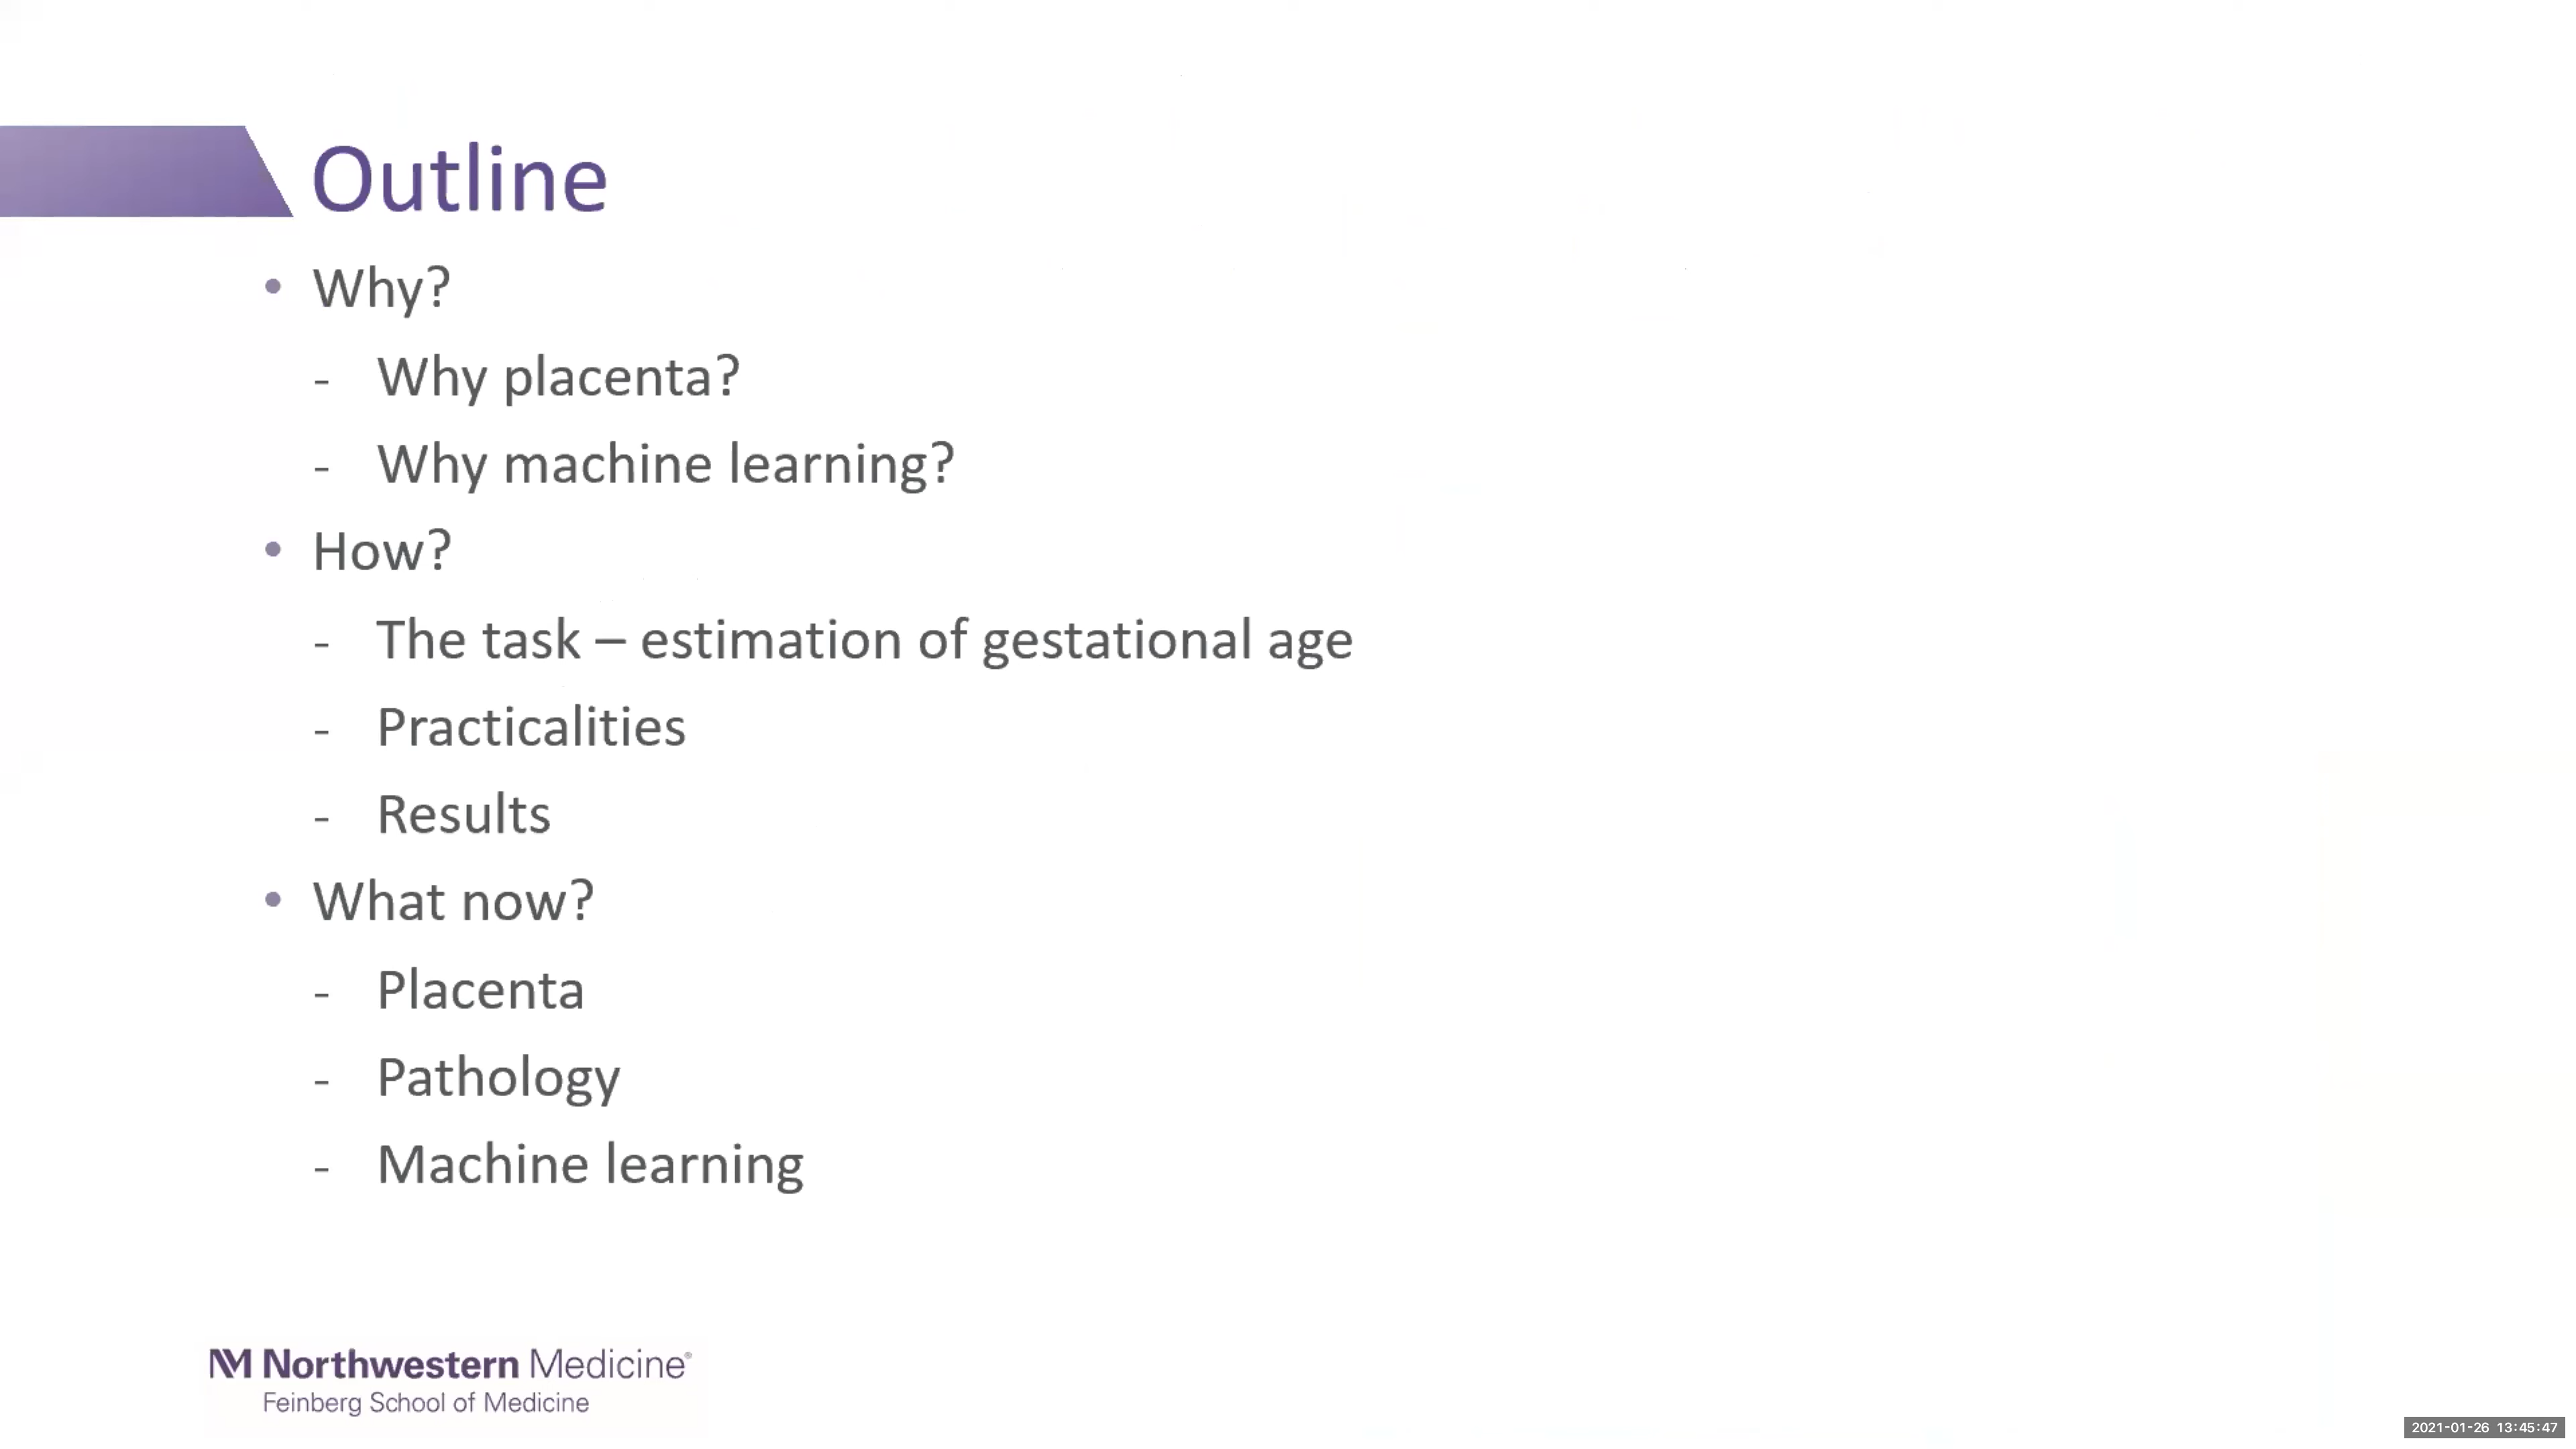 Outline
• Why?
- Why placenta?
- Why machine learning?
• How?
- The task – estimation of gestational age
- Practicalities
- Results
• What now?
- Placenta
- Pathology
- Machine learning
NM Northwestern Medicine®
Feinberg School of Medicine
2021-01-26 13:45:47